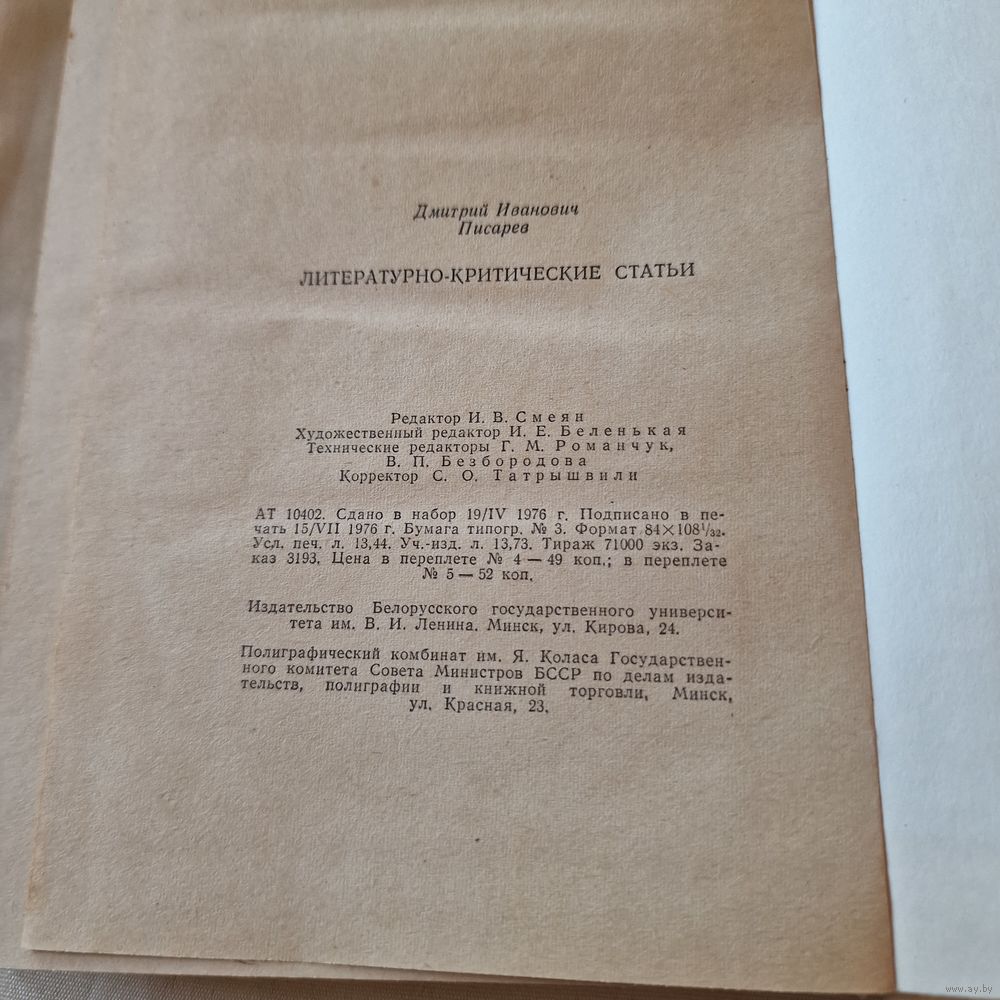 Дмитрий Иванович
Писарев
ЛИТЕРАТУРНО-КРИТИЧЕСКИЕ СТАТЬИ
Редактор И. В. Смеян
Художественный редактор И. Е. Беленькая
Технические редакторы Г. М. Романчук,
В. П. Безбородова
Корректор С. О. Татрышвили
АТ 10402. Сдано в набор 19/IV 1976 г. Подписано в пе-
чать 15/VII 1976 г. Бумага типогр. № 3. Формат 84×108¹/₃₂.
Усл. печ. л. 13,44. Уч.-изд. л. 13,73. Тираж 71000 экз. За-
каз 3193. Цена в переплете № 4 — 49 коп.; в переплете
№ 5 — 52 коп.
Издательство Белорусского государственного универси-
тета им. В. И. Ленина. Минск, ул. Кирова, 24.
Полиграфический комбинат им. Я. Коласа Государствен-
ного комитета Совета Министров БССР по делам изда-
тельств, полиграфии и книжной торговли, Минск,
ул. Красная, 23.
www.ay.by